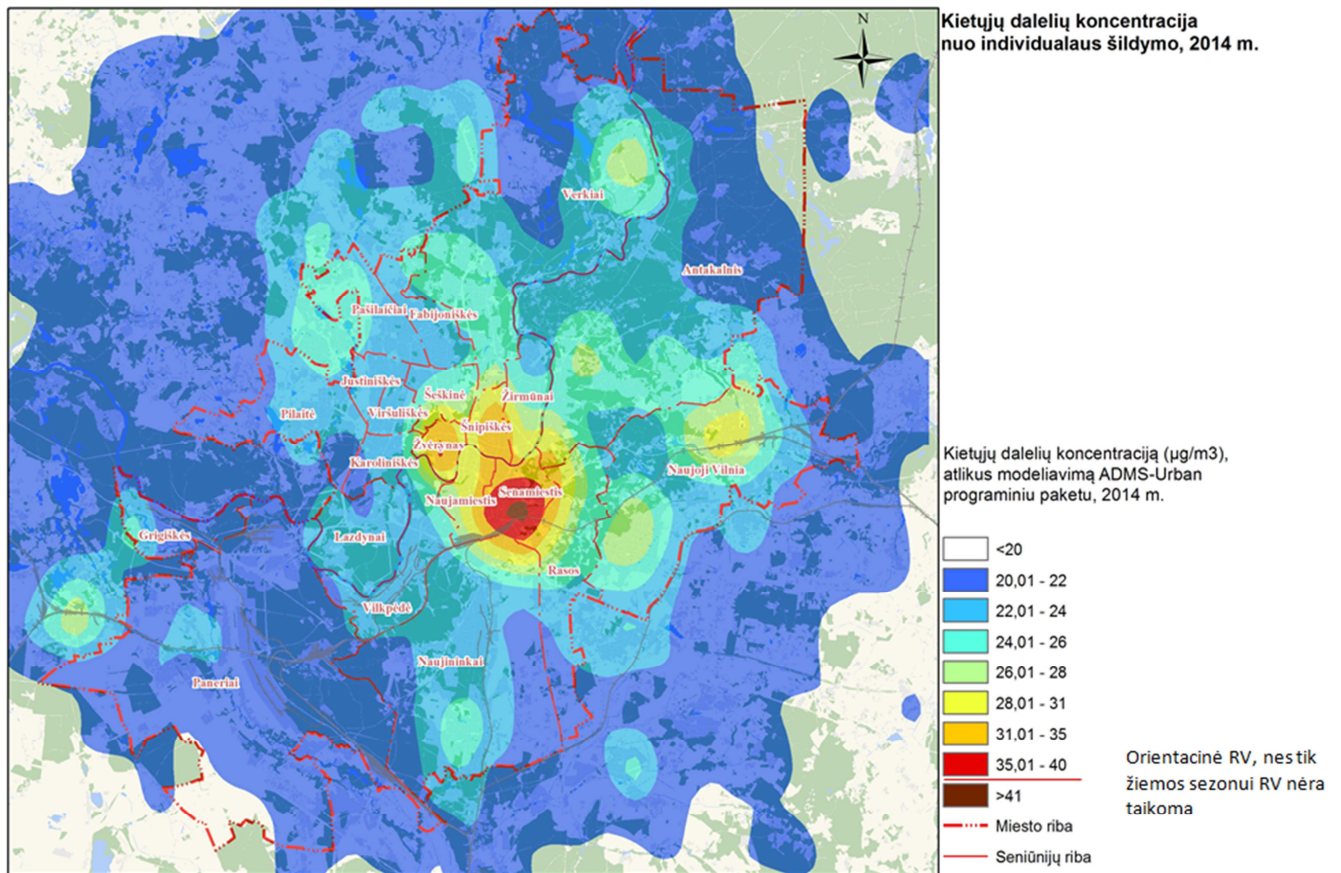 Kietųjų dalelių koncentracija
nuo individualaus šildymo, 2014 m.
N
Verkiai
Antakalnis
Pašilaičiai
Fabijoniškės
Justiniškės
Šeškinė
Žirmūnai
Pilaitė
Viršuliškės
Šnipiškės
Žvėrynas
Karoliniškės
Naujoji Vilnia
Senamiestis
Naujamiestis
Grigiškės
Lazdynai
Rasos
Vilkpėdė
Naujininkai
Paneriai
Kietųjų dalelių koncentraciją (µg/m3),
atlikus modeliavimą ADMS-Urban
programiniu paketu, 2014 m.
<20
20,01 - 22
22,01 - 24
24,01 - 26
26,01 - 28
28,01 - 31
31,01 - 35
35,01 - 40
>41
Miesto riba
Seniūnijų riba
Orientacinė RV, nes tik
žiemos sezonui RV nėra
taikoma